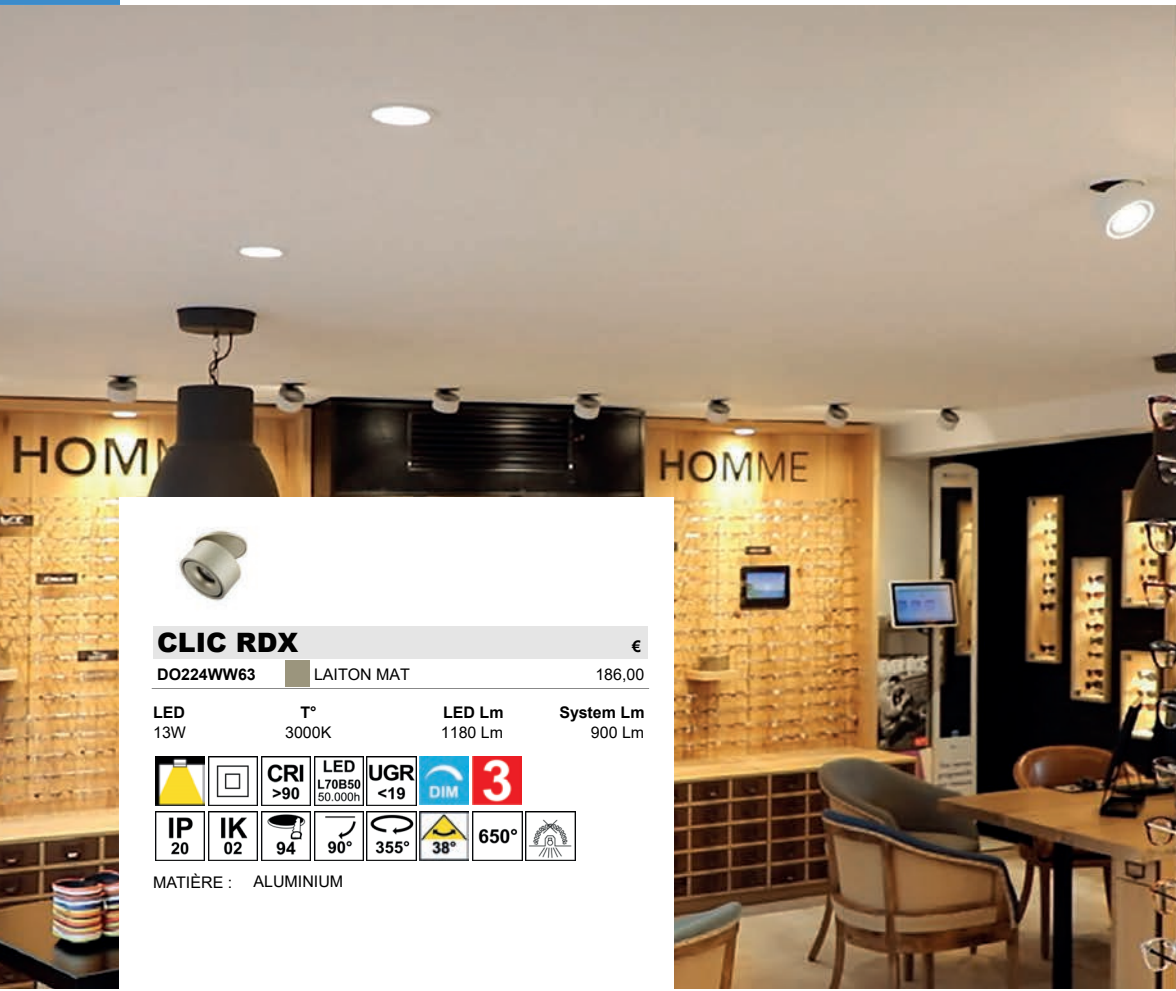 HOM
HOMME
CLIC RDX €
DO224WW63 LAITON MAT 186,00
LED T° LED Lm System Lm
13W 3000K 1180 Lm 900 Lm
CRI >90 LED L70B50 50.000h UGR <19 DIM 3
IP 20 IK 02 94 90° 355° 38° 650°
MATIÈRE : ALUMINIUM